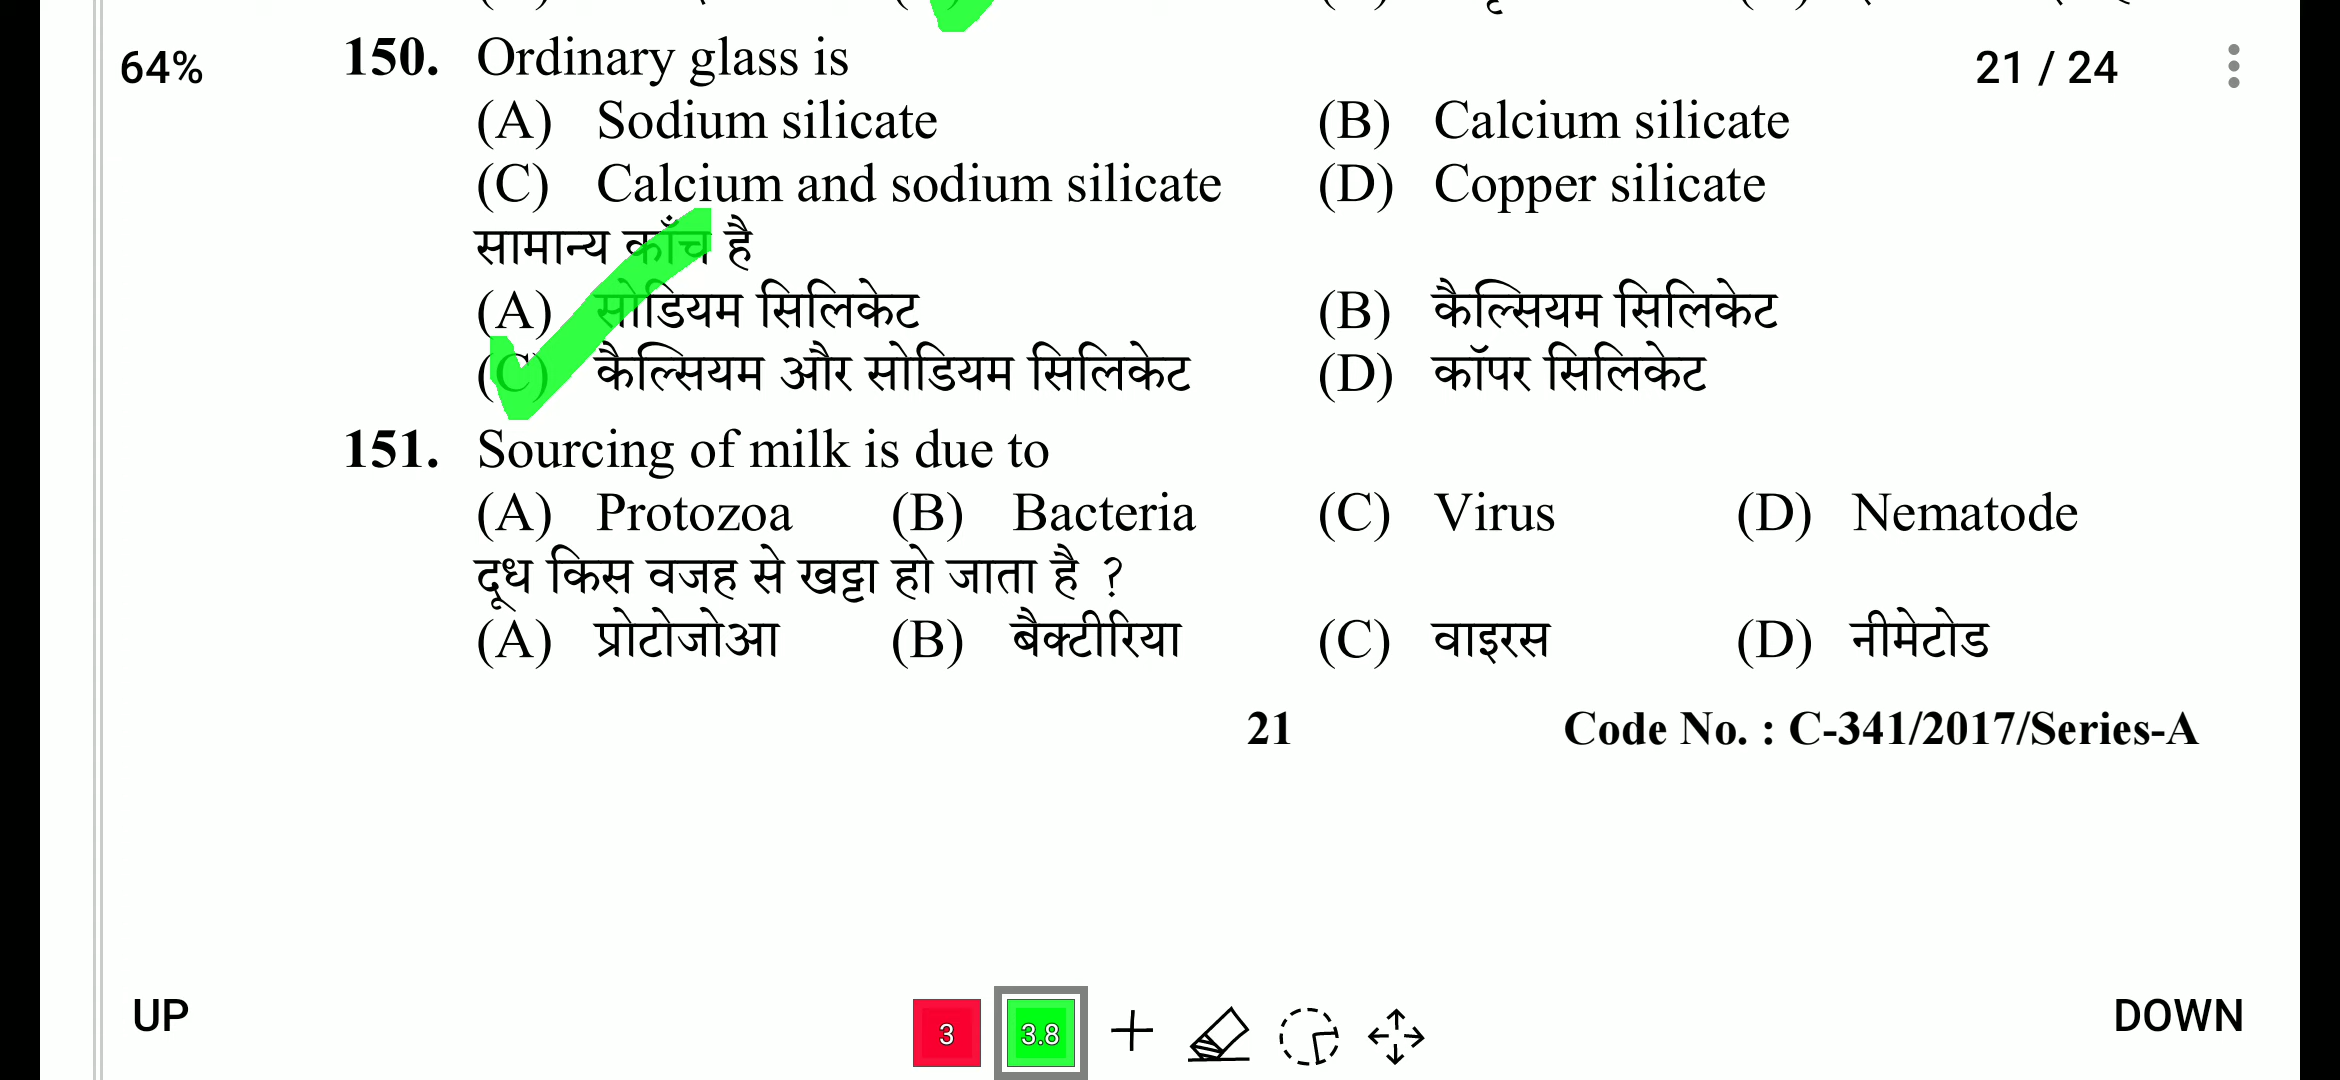 64%
150. Ordinary glass is
21 / 24
(A) Sodium silicate (B) Calcium silicate
(C) Calcium and sodium silicate (D) Copper silicate
सामान्य काँच है
(A) सोडियम सिलिकेट (B) कैल्सियम सिलिकेट
(C) कैल्सियम और सोडियम सिलिकेट (D) कॉपर सिलिकेट
151. Sourcing of milk is due to
(A) Protozoa (B) Bacteria (C) Virus (D) Nematode
दूध किस वजह से खट्टा हो जाता है ?
(A) प्रोटोजोआ (B) बैक्टीरिया (C) वाइरस (D) नीमेटोड
21 Code No. : C-341/2017/Series-A
UP
3 3.8
DOWN